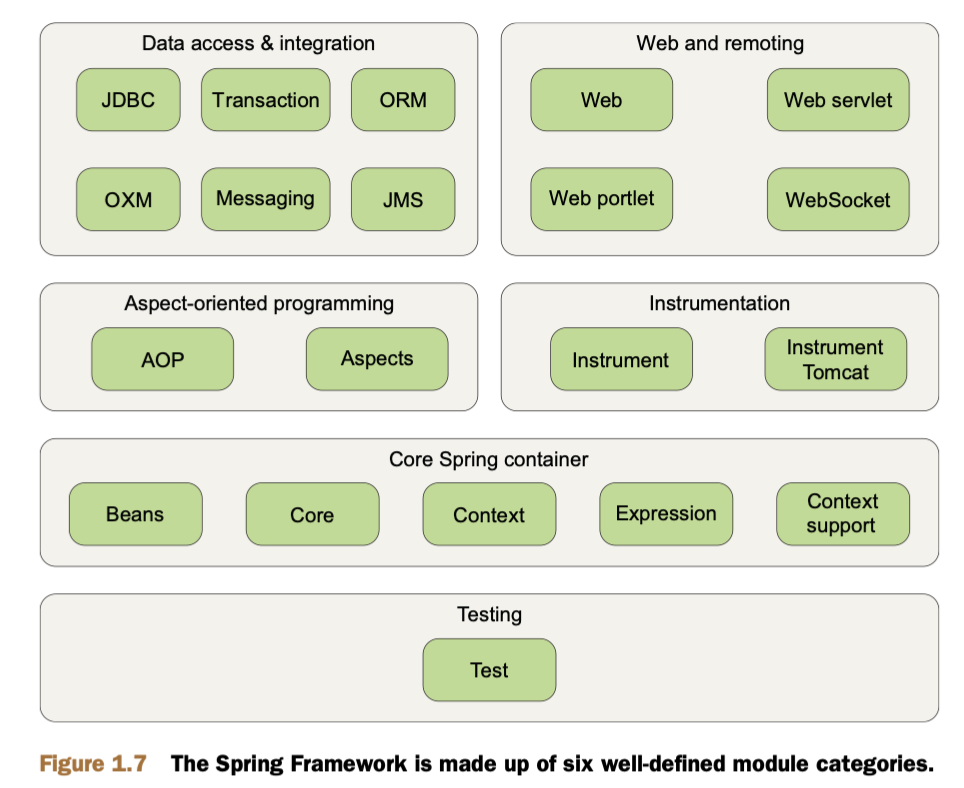 Data access & integration
JDBC
Transaction
ORM
OXM
Messaging
JMS
Web and remoting
Web
Web servlet
Web portlet
WebSocket
Aspect-oriented programming
AOP
Aspects
Instrumentation
Instrument
Instrument
Tomcat
Core Spring container
Beans
Core
Context
Expression
Context
support
Testing
Test
Figure 1.7 The Spring Framework is made up of six well-defined module categories.